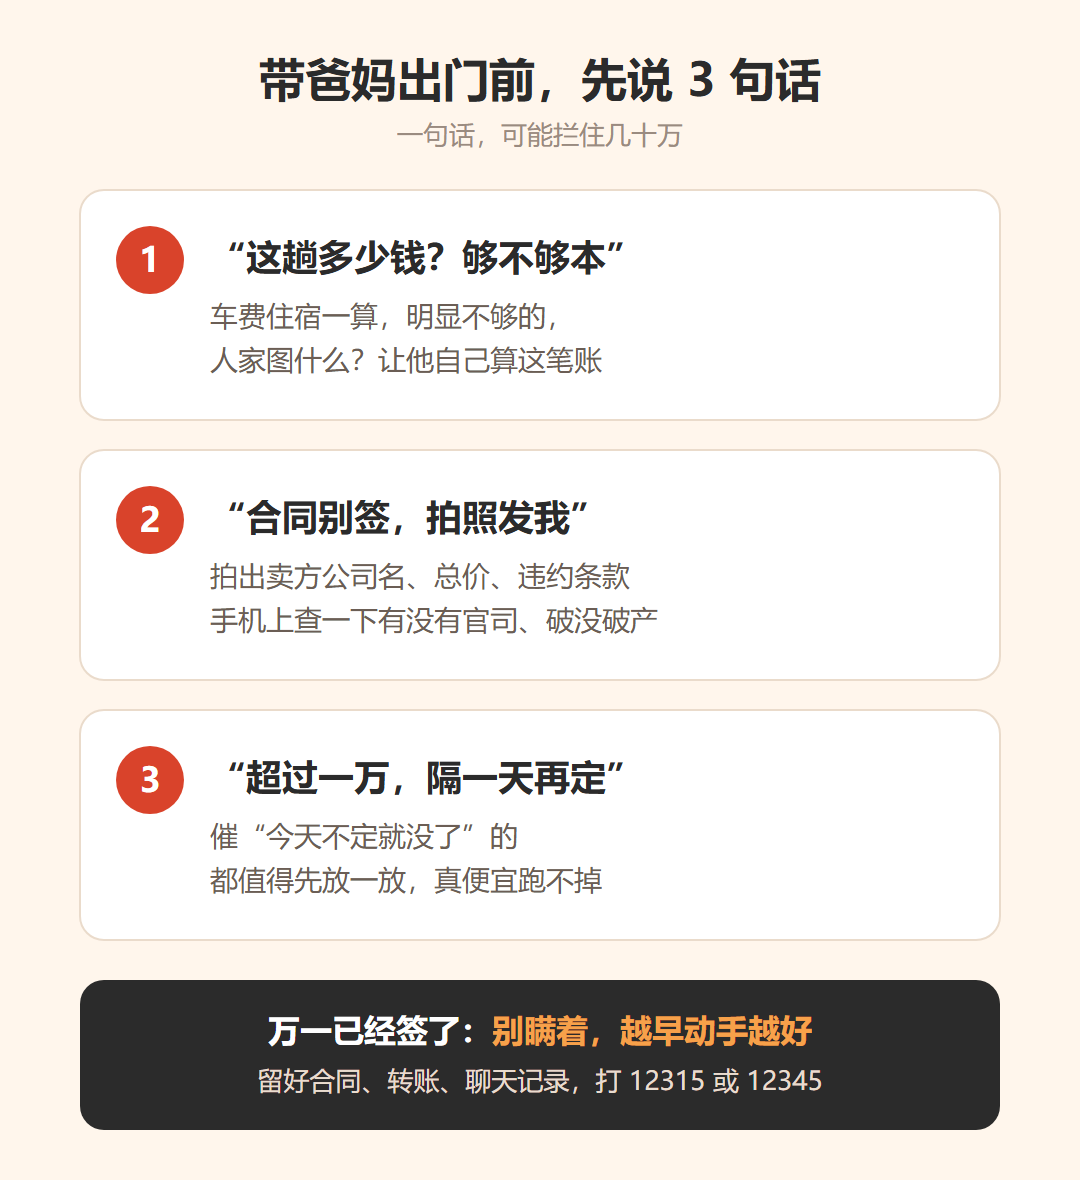 带爸妈出门前，先说 3 句话
一句话，可能拦住几十万
1
“这趟多少钱？够不够本”
车费住宿一算，明显不够的，
人家图什么？让他自己算这笔账
2
“合同别签，拍照发我”
拍出卖方公司名、总价、违约条款
手机上查一下有没有官司、破没破产
3
“超过一万，隔一天再定”
催“今天不定就没了”的
都值得先放一放，真便宜跑不掉
万一已经签了：别瞒着，越早动手越好
留好合同、转账、聊天记录，打 12315 或 12345